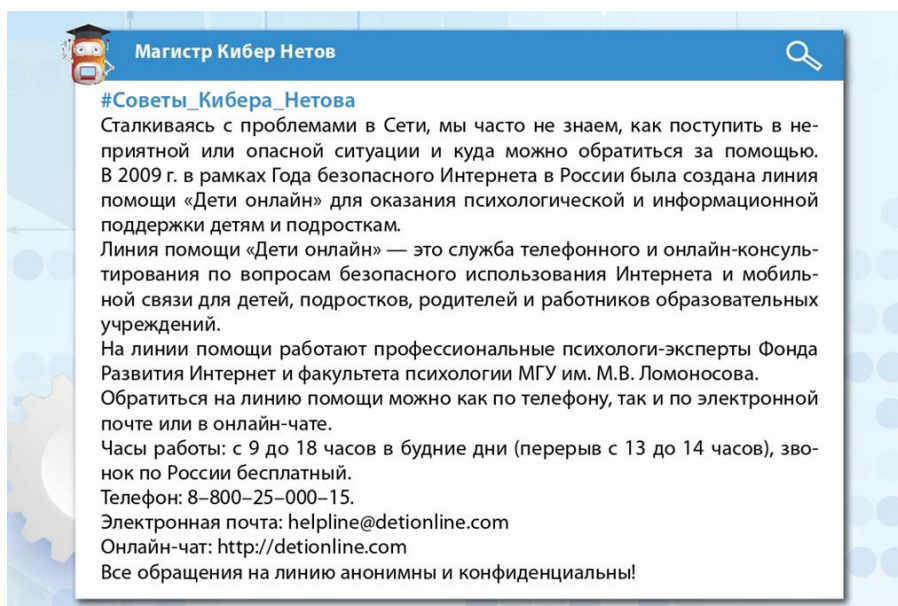 Магистр Кибер Нетов
#Советы_Кибера_Нетова
Сталкиваясь с проблемами в Сети, мы часто не знаем, как поступить в не-
приятной или опасной ситуации и куда можно обратиться за помощью.
В 2009 г. в рамках Года безопасного Интернета в России была создана линия
помощи «Дети онлайн» для оказания психологической и информационной
поддержки детям и подросткам.
Линия помощи «Дети онлайн» — это служба телефонного и онлайн-консуль-
тирования по вопросам безопасного использования Интернета и мобиль-
ной связи для детей, подростков, родителей и работников образовательных
учреждений.
На линии помощи работают профессиональные психологи-эксперты Фонда
Развития Интернет и факультета психологии МГУ им. М.В. Ломоносова.
Обратиться на линию помощи можно как по телефону, так и по электронной
почте или в онлайн-чате.
Часы работы: с 9 до 18 часов в будние дни (перерыв с 13 до 14 часов), зво-
нок по России бесплатный.
Телефон: 8–800–25–000–15.
Электронная почта: helpline@detionline.com
Онлайн-чат: http://detionline.com
Все обращения на линию анонимны и конфиденциальны!